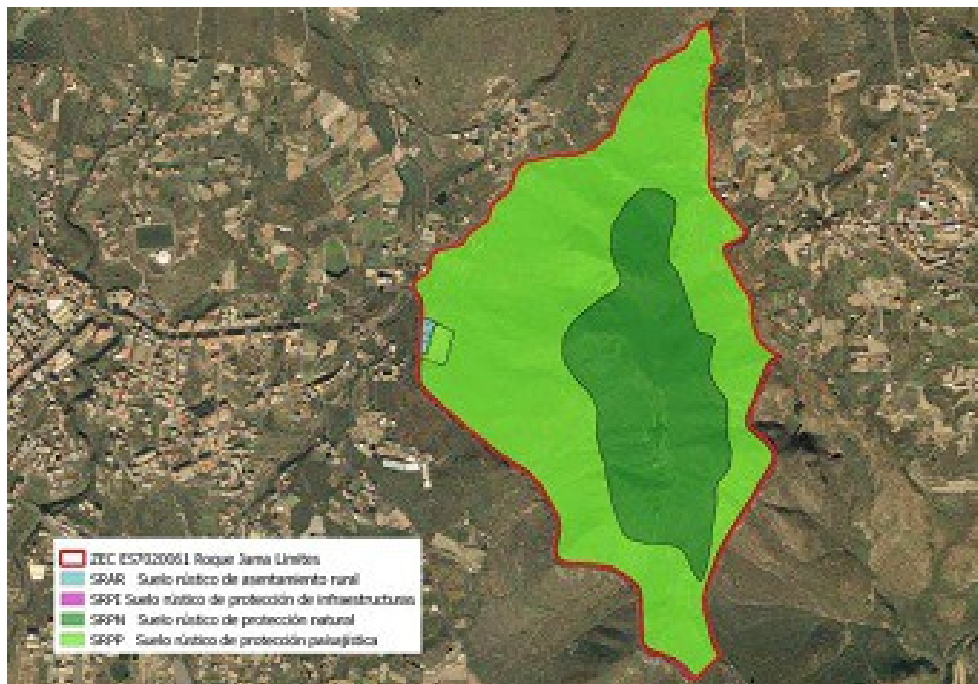 ZEC ES7020061 Roque Jama Límites
SRAR Suelo rústico de asentamiento rural
SRPI Suelo rústico de protección de infraestructuras
SRPN Suelo rústico de protección natural
SRPP Suelo rústico de protección paisajística